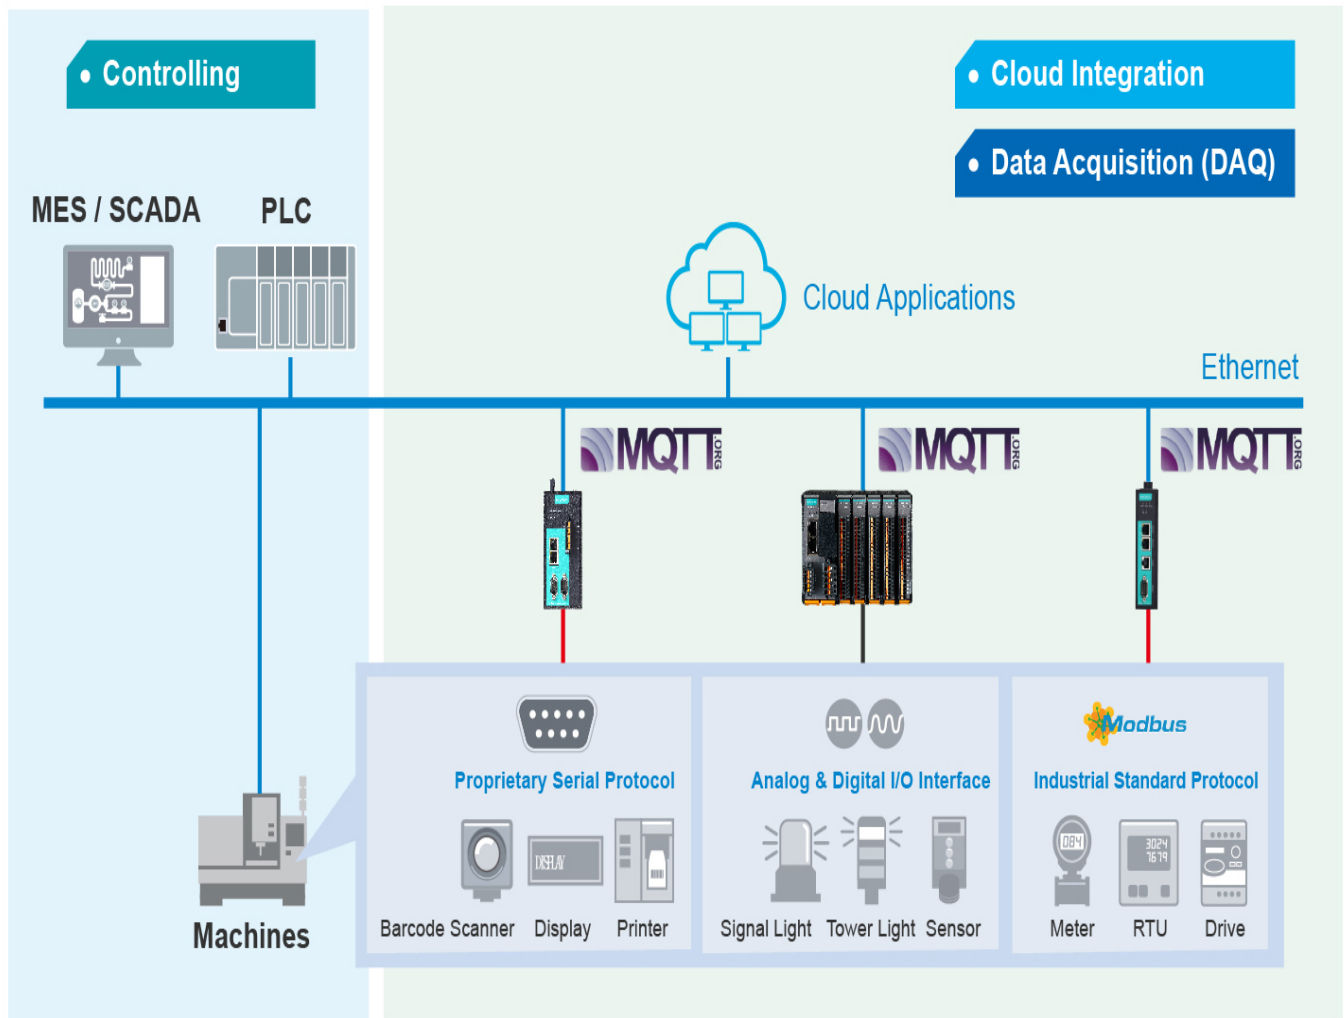 Controlling
Cloud Integration
Data Acquisition (DAQ)
MES / SCADA
PLC
Cloud Applications
Ethernet
MQTT.ORG
MQTT.ORG
MQTT.ORG
Modbus
Proprietary Serial Protocol
Analog & Digital I/O Interface
Industrial Standard Protocol
DISPLAY
084
3024
7679
Barcode Scanner
Display
Printer
Signal Light
Tower Light
Sensor
Meter
RTU
Drive
Machines